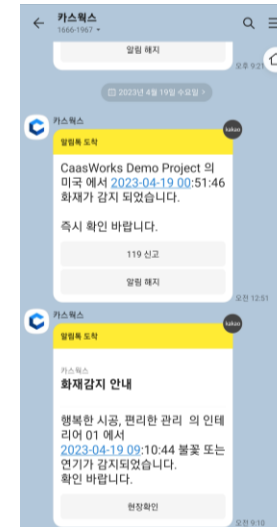 카스웍스
1666-1967
알림 해지
오후 9:21
2023년 4월 19일 수요일
카스웍스
알림톡 도착
kakao
CaasWorks Demo Project 의
미국 에서 2023-04-19 00:51:46
화재가 감지 되었습니다.
즉시 확인 바랍니다.
119 신고
알림 해지
오전 12:51
카스웍스
알림톡 도착
kakao
카스웍스
화재감지 안내
행복한 시공, 편리한 관리 의 인테
리어 01 에서
2023-04-19 09:10:44 불꽃 또는
연기가 감지되었습니다.
확인 바랍니다.
현장확인
오전 9:10